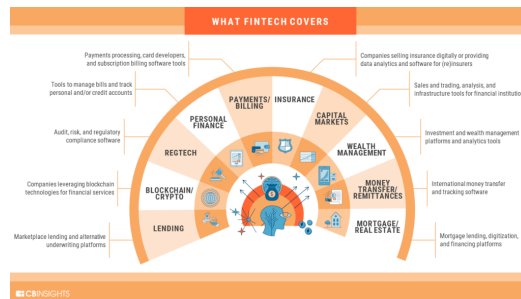 WHAT FINTECH COVERS
Payments processing, card developers,
and subscription billing software tools
Companies selling insurance digitally or providing
data analytics and software for (re)insurers
Tools to manage bills and track
personal and/or credit accounts
Sales and trading, analysis, and
infrastructure tools for financial institutio
Audit, risk, and regulatory
compliance software
Investment and wealth management
platforms and analytics tools
Companies leveraging blockchain
technologies for financial services
International money transfer
and tracking software
Marketplace lending and alternative
underwriting platforms
Mortgage lending, digitization,
and financing platforms
LENDING
BLOCKCHAIN/
CRYPTO
REGTECH
PERSONAL
FINANCE
PAYMENTS/
BILLING
INSURANCE
CAPITAL
MARKETS
WEALTH
MANAGEMENT
MONEY
TRANSFER/
REMITTANCES
MORTGAGE/
REAL ESTATE
CBINSIGHTS